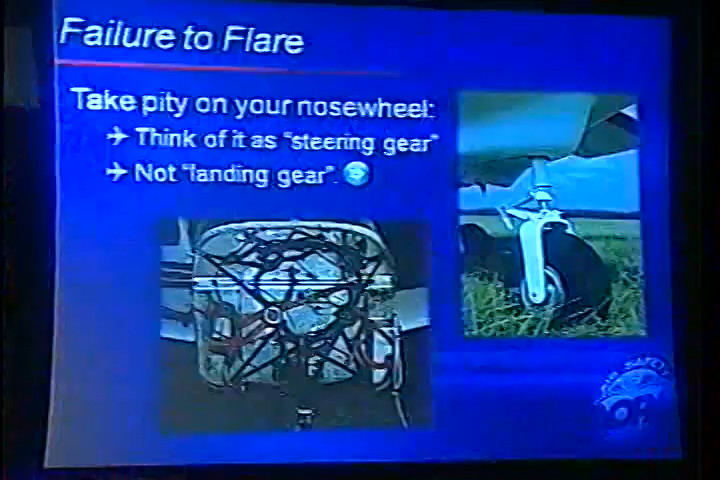 Failure to Flare
Take pity on your nosewheel:
Think of it as "steering gear"
Not "landing gear".